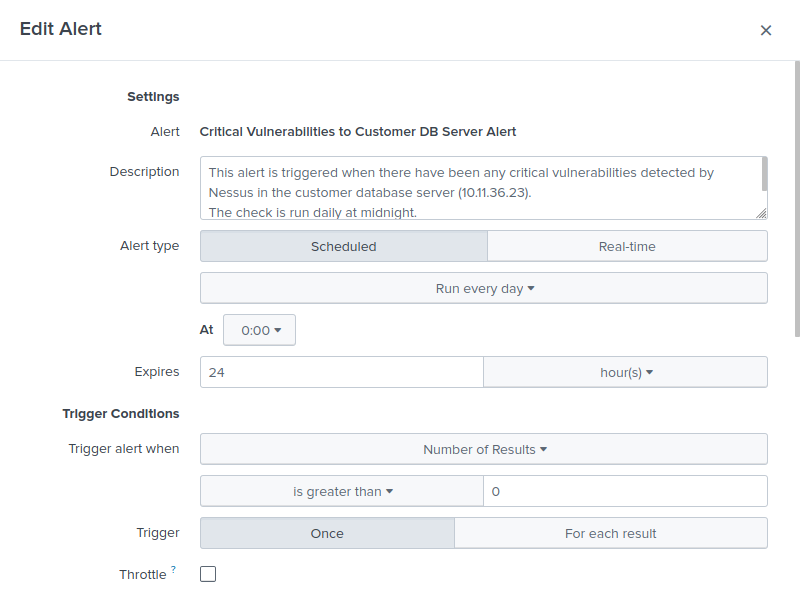 Edit Alert ×
Settings
Alert Critical Vulnerabilities to Customer DB Server Alert
Description This alert is triggered when there have been any critical vulnerabilities detected by
Nessus in the customer database server (10.11.36.23).
The check is run daily at midnight.
Alert type Scheduled Real-time
Run every day
At 0:00
Expires 24 hour(s)
Trigger Conditions
Trigger alert when Number of Results
is greater than 0
Trigger Once For each result
Throttle ?